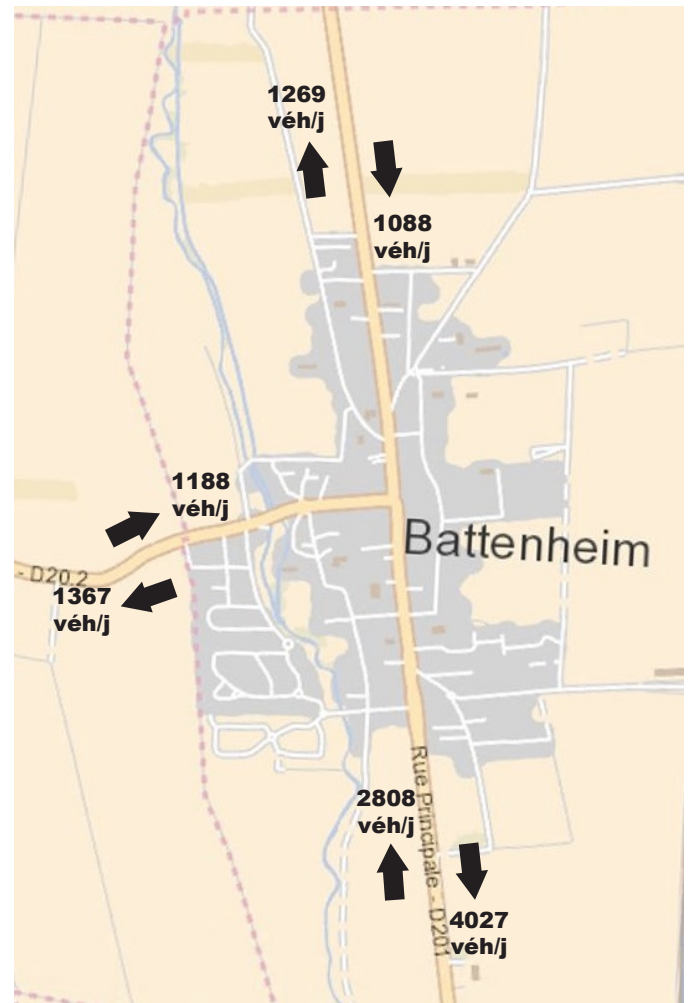 1269
véh/j
1088
véh/j
1188
véh/j
Battenheim
- D20.2
1367
véh/j
2808
véh/j
Rue Principale - D201
4027
véh/j